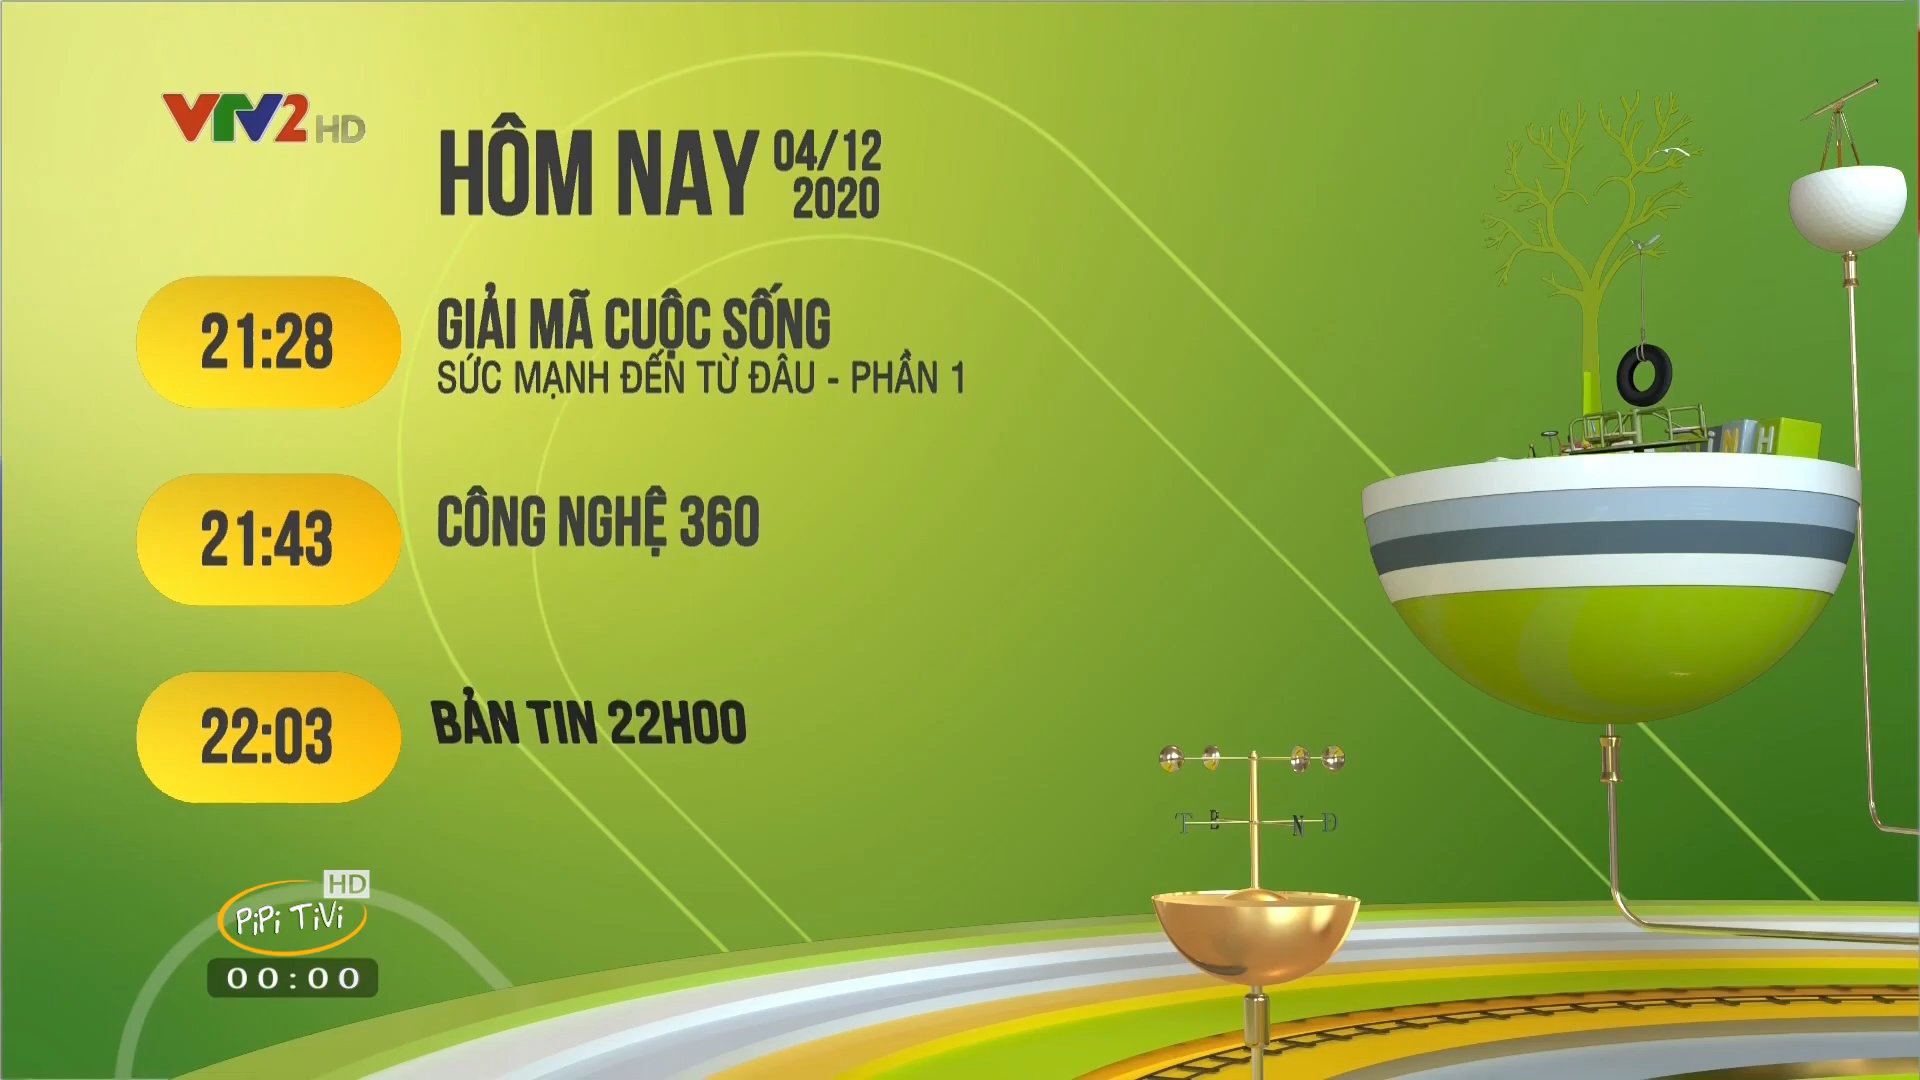 VTV2 HD
HÔM NAY 04/12
2020
21:28 GIẢI MÃ CUỘC SỐNG
SỨC MẠNH ĐẾN TỪ ĐÂU - PHẦN 1
21:43 CÔNG NGHỆ 360
22:03 BẢN TIN 22H00
T E N D
HD
PiPi TiVi
00:00